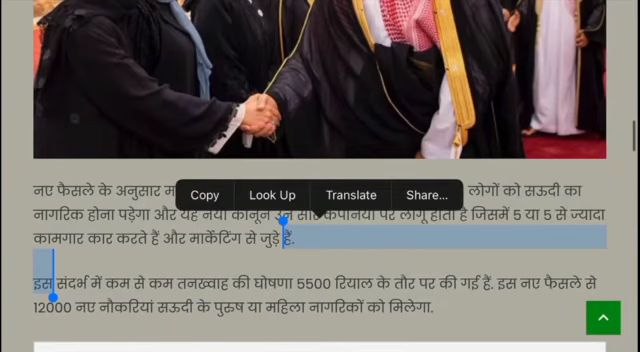 Copy Look Up Translate Share...
नए फैसले के अनुसार लोगों को सऊदी का
नागरिक होना पड़ेगा और यह नया कानून उन सारे कंपनियों पर लागू होता है जिसमें 5 या 5 से ज्यादा
कामगार कार करते हैं और मार्केटिंग से जुड़े हैं.
इस संदर्भ में कम से कम तनख्वाह की घोषणा 5500 रियाल के तौर पर की गई हैं. इस नए फैसले से
12000 नए नौकरियां सऊदी के पुरुष या महिला नागरिकों को मिलेगा.